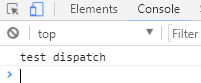 Elements Console
top Filter
test dispatch